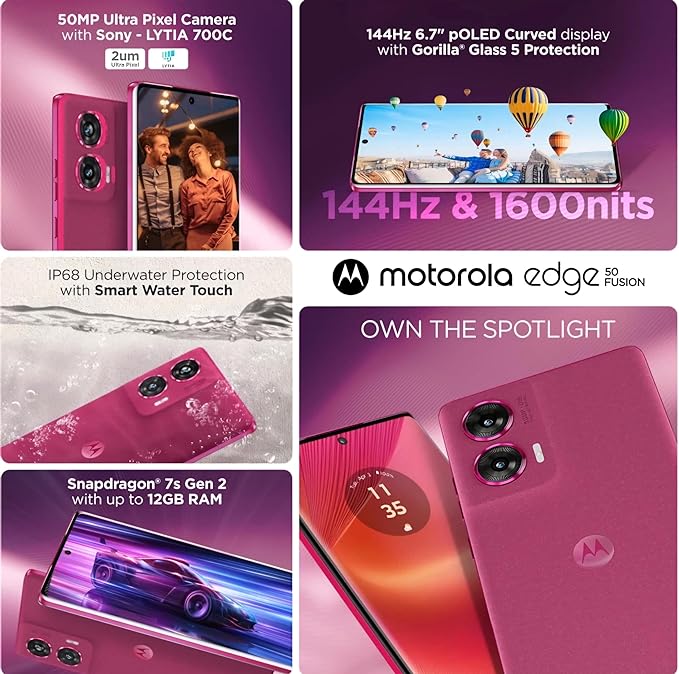 50MP Ultra Pixel Camera
with Sony - LYTIA 700C
2um
Ultra Pixel
LYTIA
144Hz 6.7" pOLED Curved display
with Gorilla® Glass 5 Protection
144Hz & 1600nits
IP68 Underwater Protection
with Smart Water Touch
motorola edge 50
FUSION
OWN THE SPOTLIGHT
11
35
Snapdragon® 7s Gen 2
with up to 12GB RAM